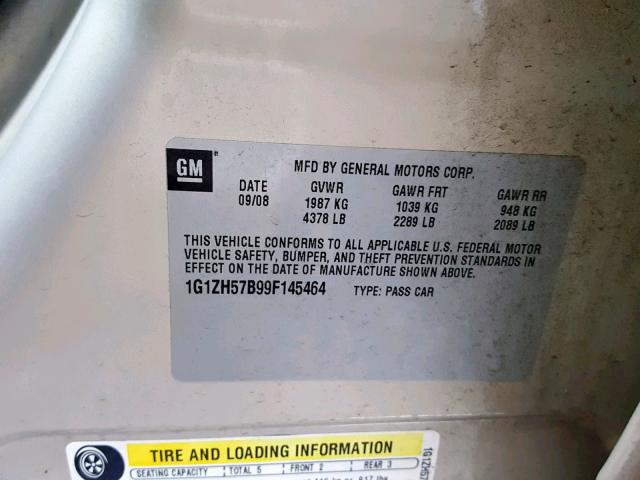 GM
MFD BY GENERAL MOTORS CORP.
DATE GVWR GAWR FRT GAWR RR
09/08 1987 KG 1039 KG 948 KG
4378 LB 2289 LB 2089 LB
THIS VEHICLE CONFORMS TO ALL APPLICABLE U.S. FEDERAL MOTOR
VEHICLE SAFETY, BUMPER, AND THEFT PREVENTION STANDARDS IN
EFFECT ON THE DATE OF MANUFACTURE SHOWN ABOVE.
1G1ZH57B99F145464 TYPE: PASS CAR
TIRE AND LOADING INFORMATION
SEATING CAPACITY TOTAL 5 FRONT 2 REAR 3